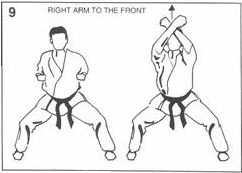 9
RIGHT ARM TO THE FRONT